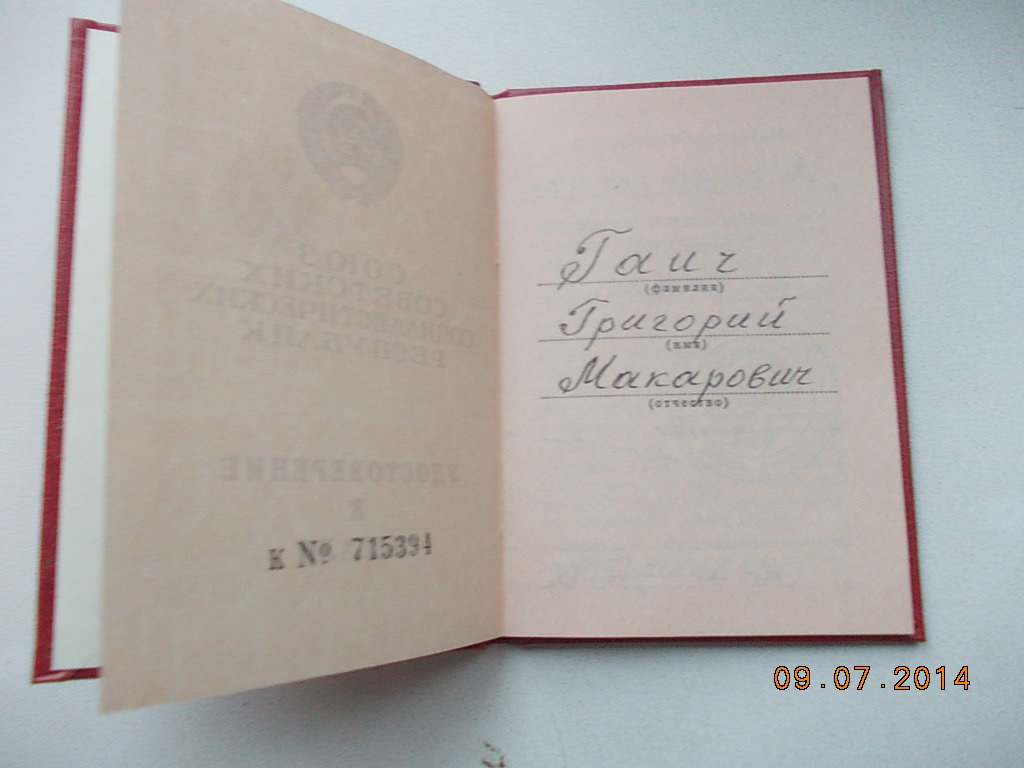 СОЮЗ
СОВЕТСКИХ
СОЦИАЛИСТИЧЕСКИХ
РЕСПУБЛИК
УДОСТОВЕРЕНИЕ
К
К № 715394
Гаич
(фамилия)
Григорий
(имя)
Макарович
(отчество)
09.07.2014